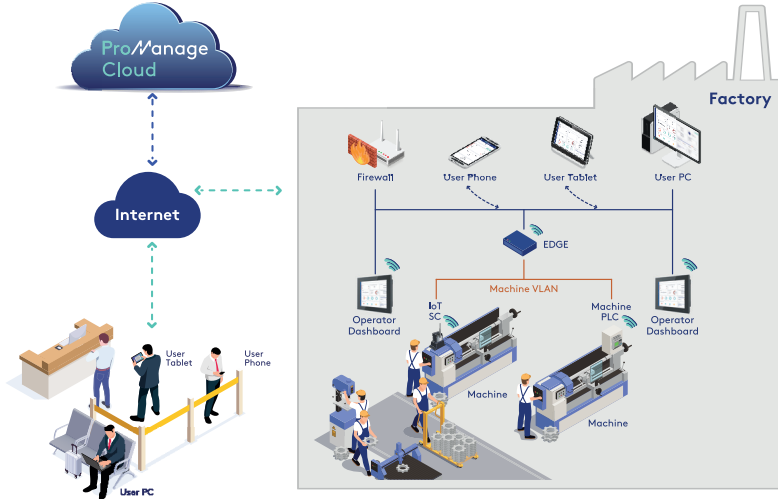 ProManage
Cloud
Factory
Firewall
User Phone
User Tablet
User PC
Internet
EDGE
Machine VLAN
IoT
SC
Machine
PLC
Operator
Dashboard
Operator
Dashboard
User
Tablet
User
Phone
Machine
Machine
User PC